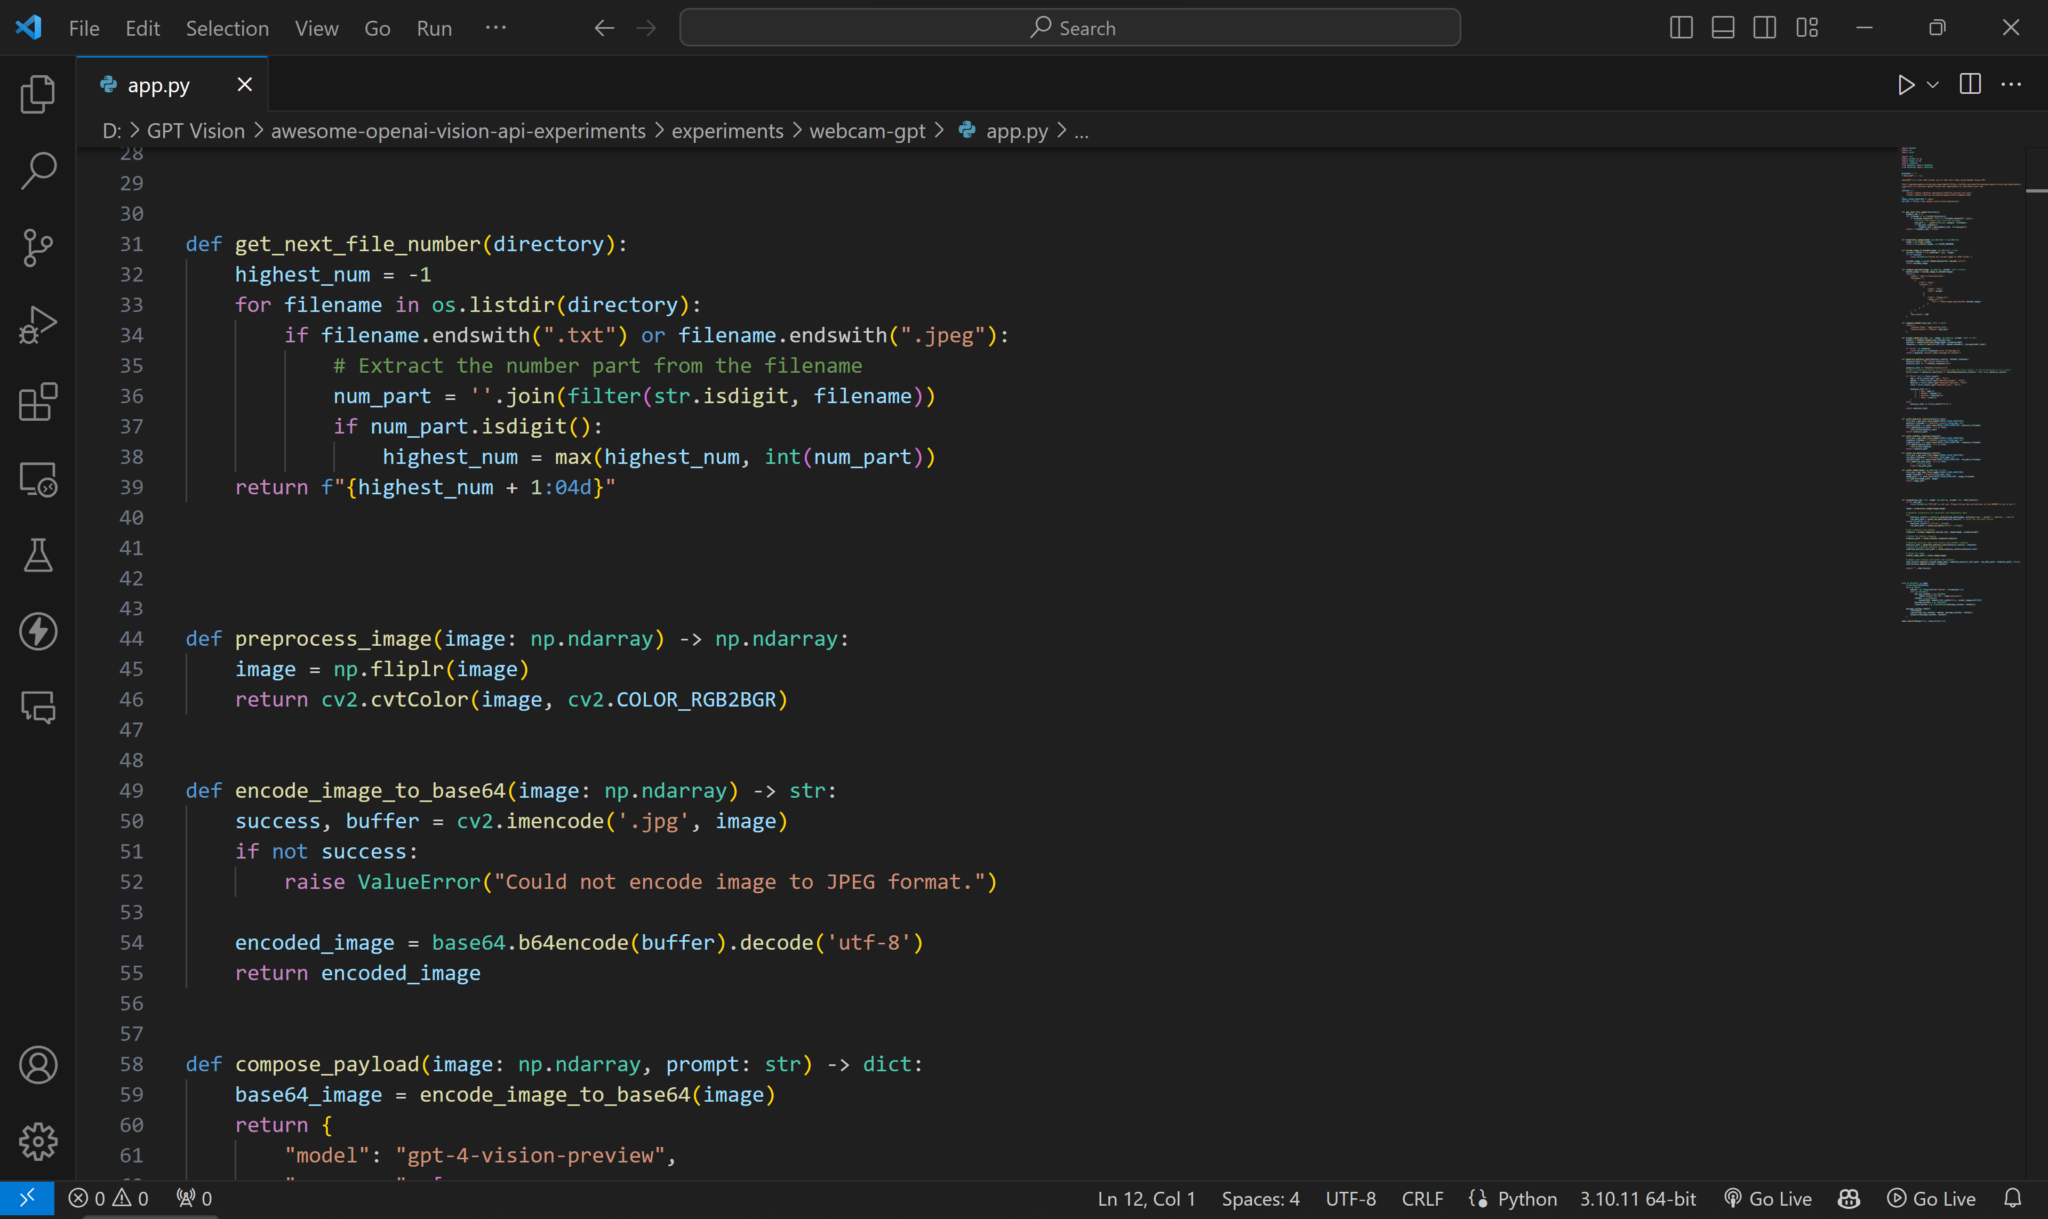 File Edit Selection View Go Run ··· Search
app.py
D: > GPT Vision > awesome-openai-vision-api-experiments > experiments > webcam-gpt > app.py > ...
28
29
30
31 def get_next_file_number(directory):
32     highest_num = -1
33     for filename in os.listdir(directory):
34         if filename.endswith(".txt") or filename.endswith(".jpeg"):
35             # Extract the number part from the filename
36             num_part = ''.join(filter(str.isdigit, filename))
37             if num_part.isdigit():
38                 highest_num = max(highest_num, int(num_part))
39     return f"{highest_num + 1:04d}"
40
41
42
43
44 def preprocess_image(image: np.ndarray) -> np.ndarray:
45     image = np.fliplr(image)
46     return cv2.cvtColor(image, cv2.COLOR_RGB2BGR)
47
48
49 def encode_image_to_base64(image: np.ndarray) -> str:
50     success, buffer = cv2.imencode('.jpg', image)
51     if not success:
52         raise ValueError("Could not encode image to JPEG format.")
53
54     encoded_image = base64.b64encode(buffer).decode('utf-8')
55     return encoded_image
56
57
58 def compose_payload(image: np.ndarray, prompt: str) -> dict:
59     base64_image = encode_image_to_base64(image)
60     return {
61         "model": "gpt-4-vision-preview",
0 0 0 Ln 12, Col 1 Spaces: 4 UTF-8 CRLF Python 3.10.11 64-bit Go Live Go Live